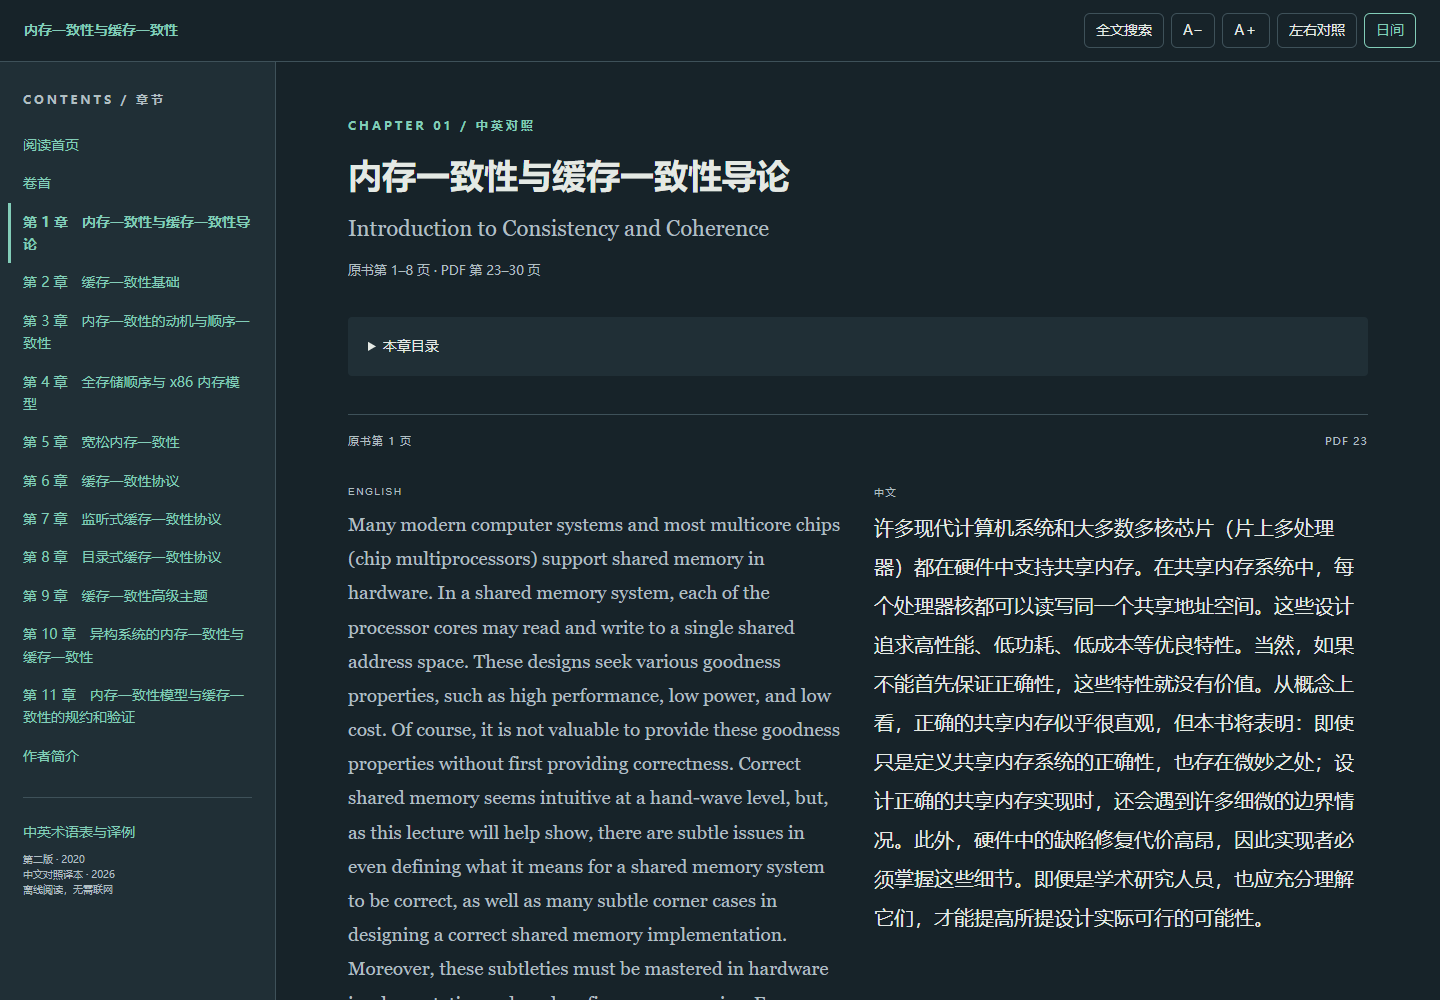 内存一致性与缓存一致性
全文搜索
A−
A+
左右对照
日间
CONTENTS / 章节
阅读首页
卷首
第 1 章 内存一致性与缓存一致性导
论
第 2 章 缓存一致性基础
第 3 章 内存一致性的动机与顺序一
致性
第 4 章 全存储顺序与 x86 内存模
型
第 5 章 宽松内存一致性
第 6 章 缓存一致性协议
第 7 章 监听式缓存一致性协议
第 8 章 目录式缓存一致性协议
第 9 章 缓存一致性高级主题
第 10 章 异构系统的内存一致性与
缓存一致性
第 11 章 内存一致性模型与缓存一
致性的规约和验证
作者简介
中英术语表与译例
第二版 · 2020
中文对照译本 · 2026
离线阅读，无需联网
CHAPTER 01 / 中英对照
内存一致性与缓存一致性导论
Introduction to Consistency and Coherence
原书第 1–8 页 · PDF 第 23–30 页
▶ 本章目录
原书第 1 页
PDF 23
ENGLISH
Many modern computer systems and most multicore chips
(chip multiprocessors) support shared memory in
hardware. In a shared memory system, each of the
processor cores may read and write to a single shared
address space. These designs seek various goodness
properties, such as high performance, low power, and low
cost. Of course, it is not valuable to provide these goodness
properties without first providing correctness. Correct
shared memory seems intuitive at a hand-wave level, but,
as this lecture will help show, there are subtle issues in
even defining what it means for a shared memory system
to be correct, as well as many subtle corner cases in
designing a correct shared memory implementation.
Moreover, these subtleties must be mastered in hardware
中文
许多现代计算机系统和大多数多核芯片（片上多处理
器）都在硬件中支持共享内存。在共享内存系统中，每
个处理器核都可以读写同一个共享地址空间。这些设计
追求高性能、低功耗、低成本等优良特性。当然，如果
不能首先保证正确性，这些特性就没有价值。从概念上
看，正确的共享内存似乎很直观，但本书将表明：即使
只是定义共享内存系统的正确性，也存在微妙之处；设
计正确的共享内存实现时，还会遇到许多细微的边界情
况。此外，硬件中的缺陷修复代价高昂，因此实现者必
须掌握这些细节。即便是学术研究人员，也应充分理解
它们，才能提高所提设计实际可行的可能性。